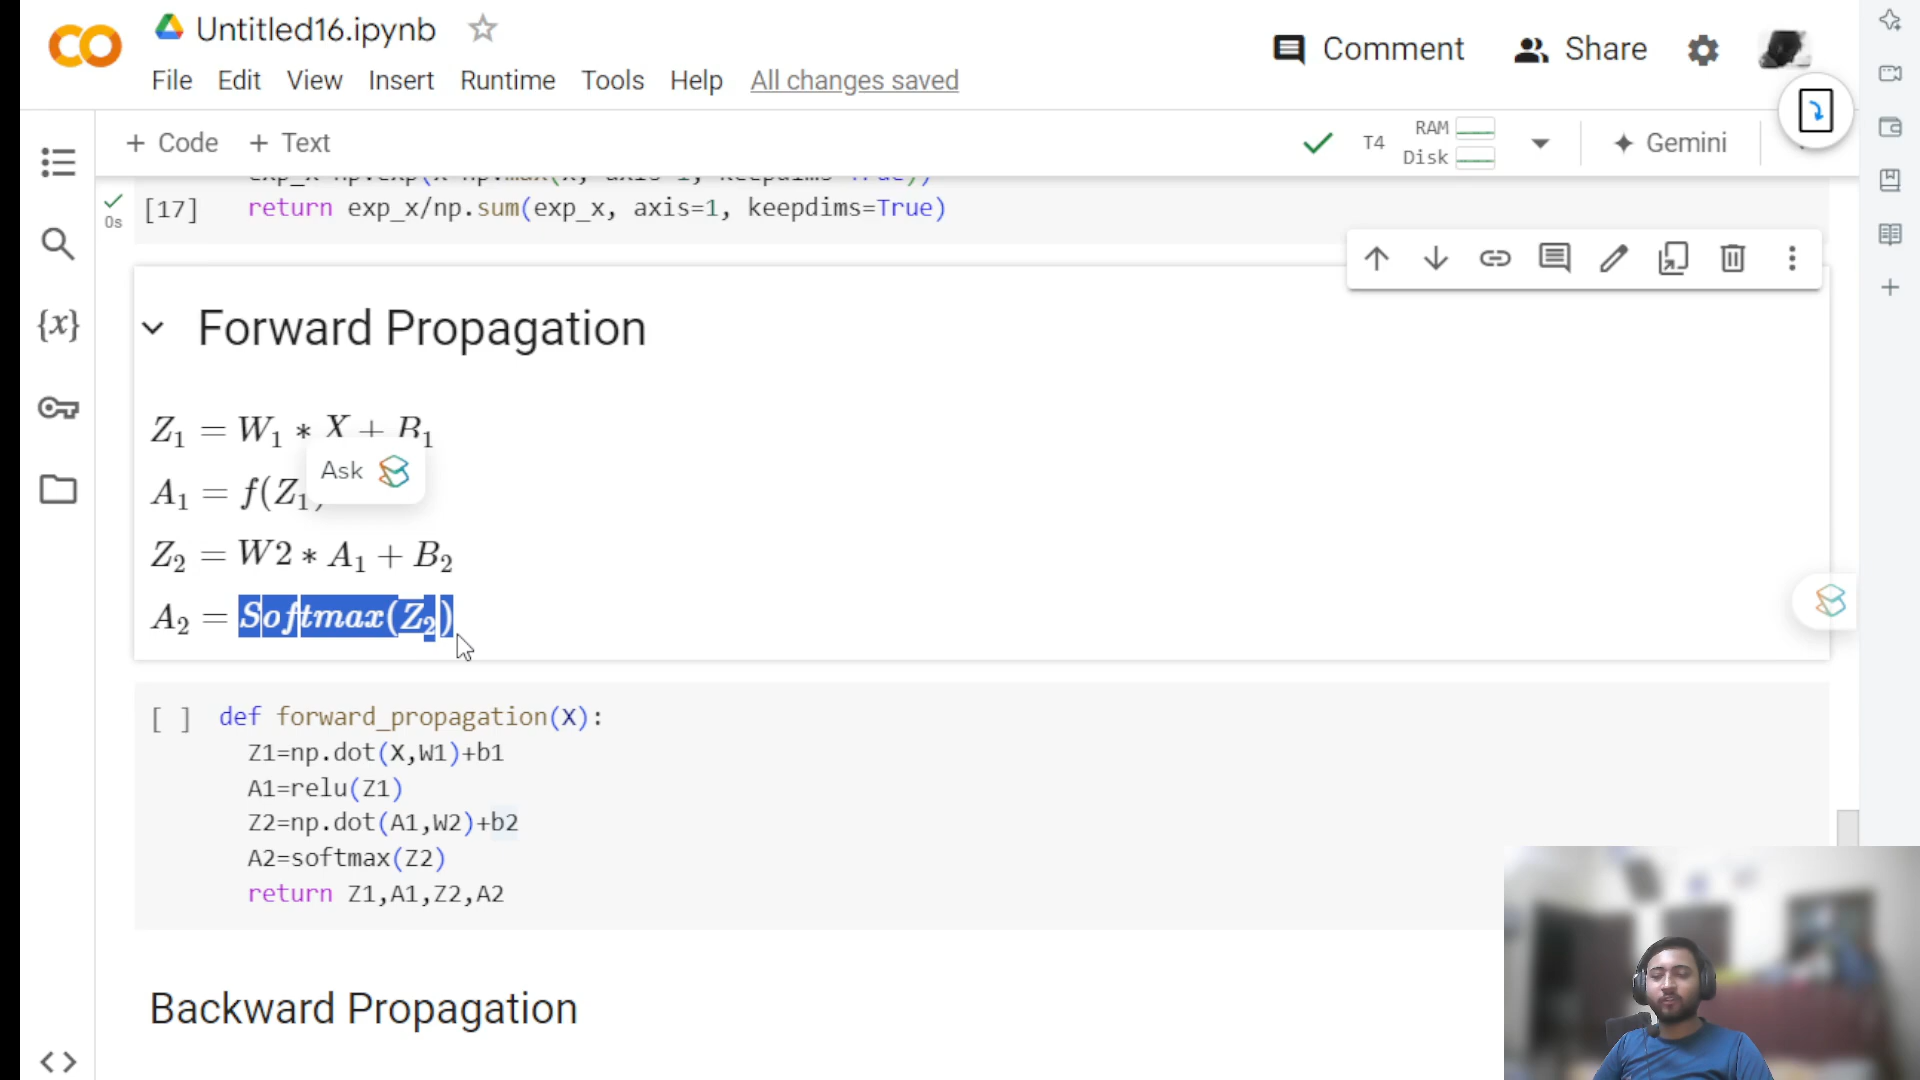 Untitled16.ipynb
Comment
Share
File Edit View Insert Runtime Tools Help All changes saved
+ Code + Text
T4
RAM
Disk
Gemini
0s
[17]
return exp_x/np.sum(exp_x, axis=1, keepdims=True)
Forward Propagation
Z₁ = W₁ * X + B₁
Ask
A₁ = f(Z₁)
Z₂ = W2 * A₁ + B₂
A₂ = Softmax(Z₂)
[ ] def forward_propagation(X):
Z1=np.dot(X,W1)+b1
A1=relu(Z1)
Z2=np.dot(A1,W2)+b2
A2=softmax(Z2)
return Z1,A1,Z2,A2
Backward Propagation